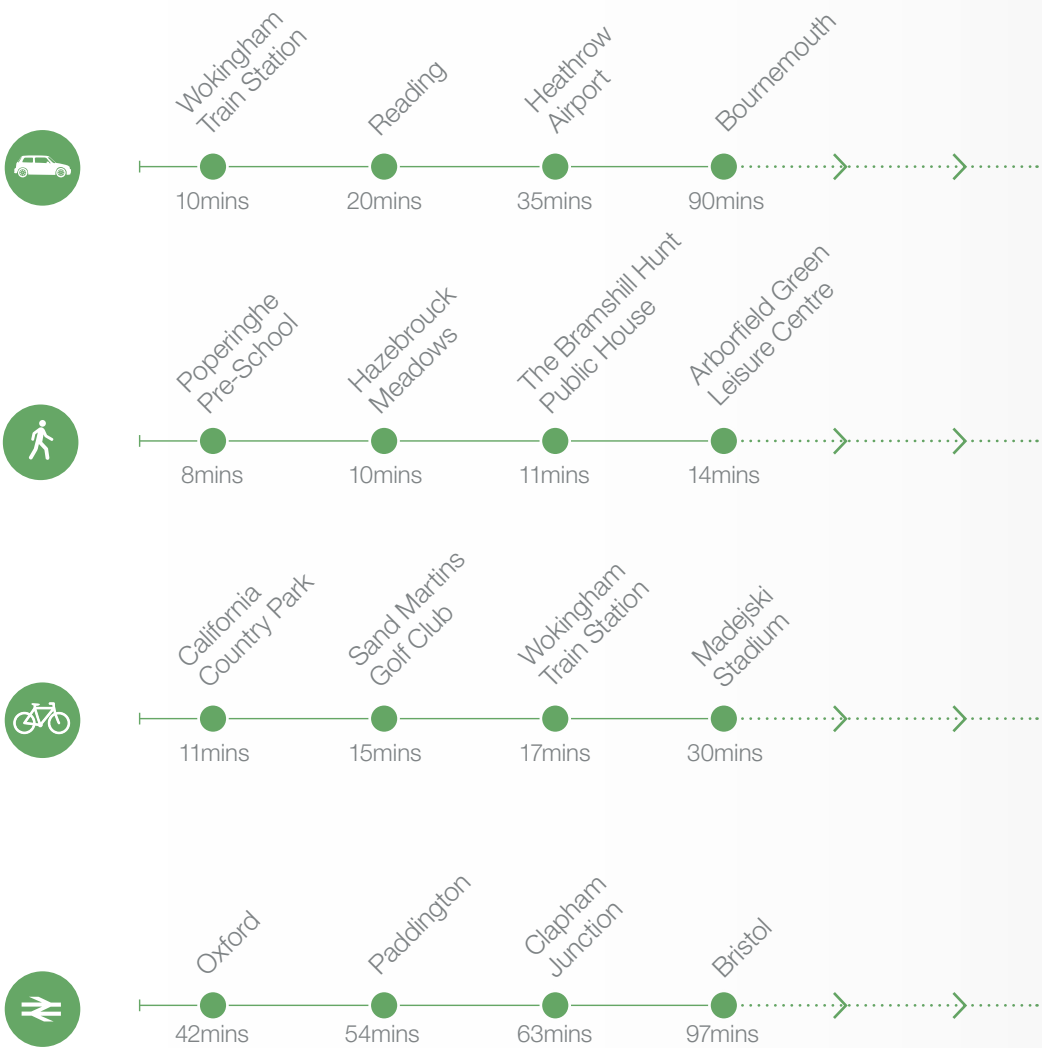 Wokingham
Train Station
Reading
Heathrow
Airport
Bournemouth
10mins
20mins
35mins
90mins
Poperinghe
Pre-School
Hazebrouck
Meadows
The Bramshill Hunt
Public House
Arborfield Green
Leisure Centre
8mins
10mins
11mins
14mins
California
Country Park
Sand Martins
Golf Club
Wokingham
Train Station
Madejski
Stadium
11mins
15mins
17mins
30mins
Oxford
Paddington
Clapham
Junction
Bristol
42mins
54mins
63mins
97mins